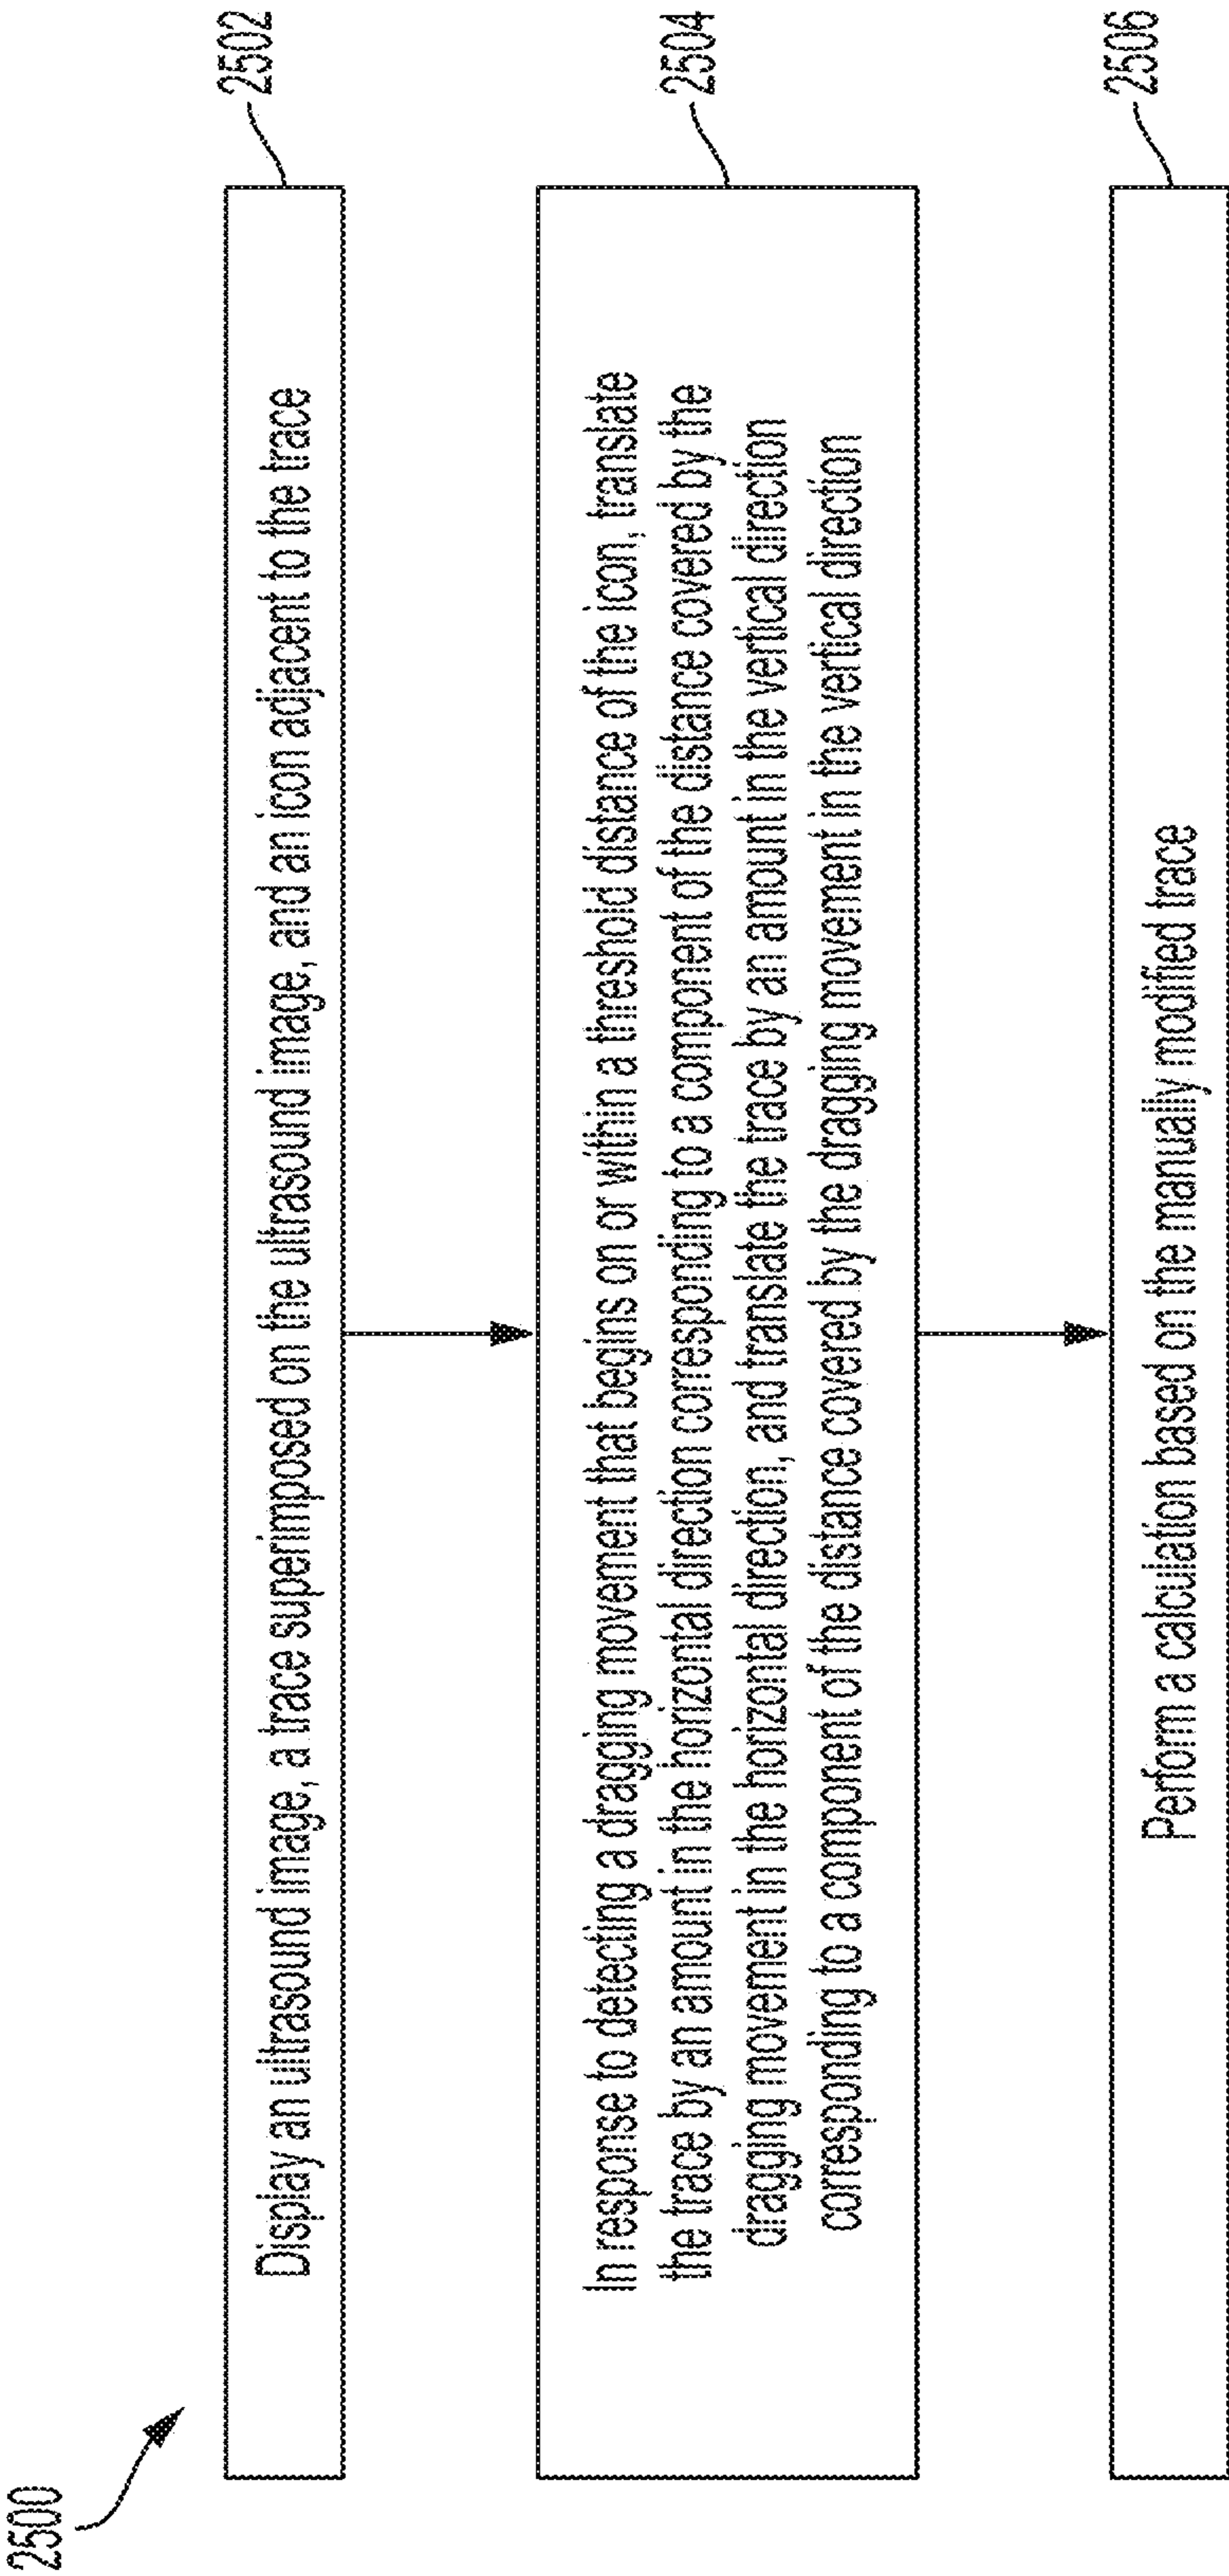 2500
2502
Display an ultrasound image, a trace superimposed on the ultrasound image, and an icon adjacent to the trace
2504
In response to detecting a dragging movement that begins on or within a threshold distance of the icon, translate
the trace by an amount in the horizontal direction corresponding to a component of the distance covered by the
dragging movement in the horizontal direction, and translate the trace by an amount in the vertical direction
corresponding to a component of the distance covered by the dragging movement in the vertical direction
2506
Perform a calculation based on the manually modified trace